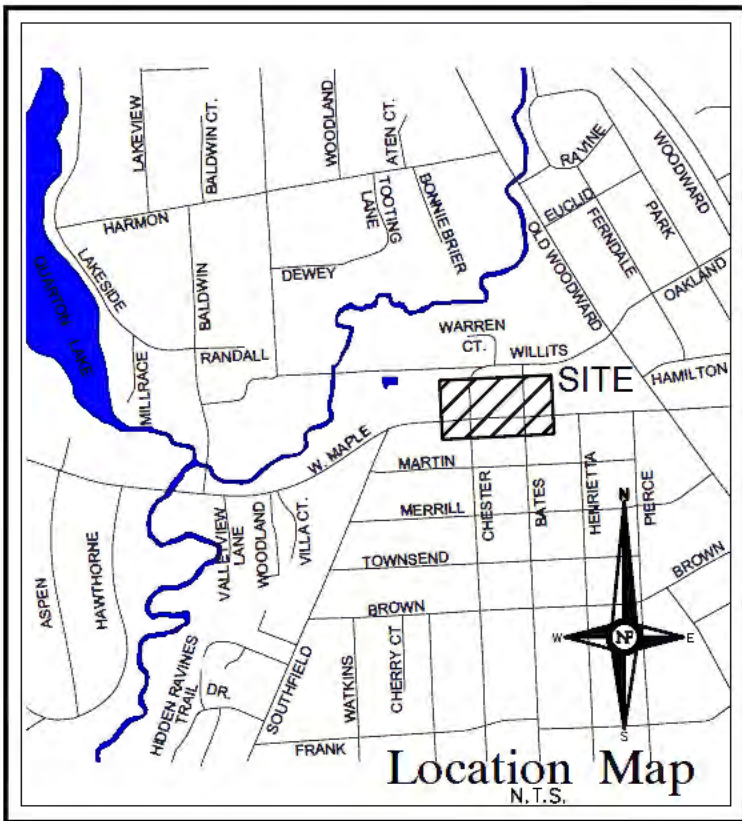 LAKEVIEW
BALDWIN CT.
WOODLAND
ATEN CT.
RAVINE
WOODWARD
HARMON
TOOTING
LANE
BONNIE BRIER
EUCLID
FERNDALE
PARK
LAKESIDE
QUARTON LAKE
BALDWIN
DEWEY
OLD WOODWARD
OAKLAND
MILLRACE
RANDALL
WARREN
CT.
WILLITS
SITE
HAMILTON
W. MAPLE
MARTIN
CHESTER
BATES
HENRIETTA
PIERCE
MERRILL
ASPEN
HAWTHORNE
VALLEYVIEW
LANE
WOODLAND
VILLA CT.
TOWNSEND
BROWN
BROWN
N
W
NF
E
S
HIDDEN RAVINES
TRAIL
DR.
SOUTHFIELD
WATKINS
CHERRY CT
FRANK
Location Map
N.T.S.